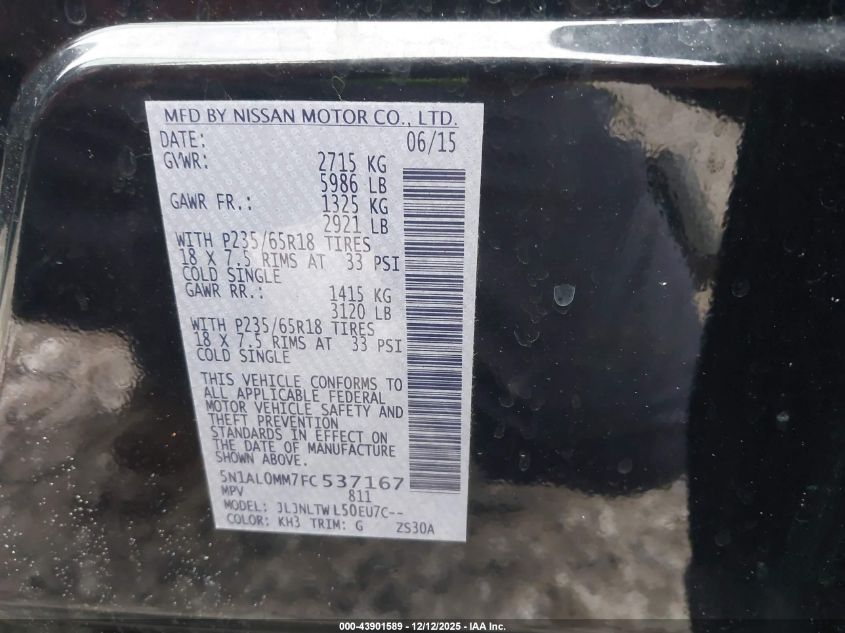 MFD BY NISSAN MOTOR CO., LTD.
DATE: 06/15
GVWR: 2715 KG
5986 LB
GAWR FR.: 1325 KG
2921 LB
WITH P235/65R18 TIRES
18 X 7.5 RIMS AT 33 PSI
COLD SINGLE
GAWR RR.: 1415 KG
3120 LB
WITH P235/65R18 TIRES
18 X 7.5 RIMS AT 33 PSI
COLD SINGLE
THIS VEHICLE CONFORMS TO
ALL APPLICABLE FEDERAL
MOTOR VEHICLE SAFETY AND
THEFT PREVENTION
STANDARDS IN EFFECT ON
THE DATE OF MANUFACTURE
SHOWN ABOVE.
5N1AL0MM7FC537167
MPV 811
MODEL: JLJNLTW L50EU7C--
COLOR: KH3 TRIM: G ZS30A
000-43901589 - 12/12/2025 - IAA Inc.